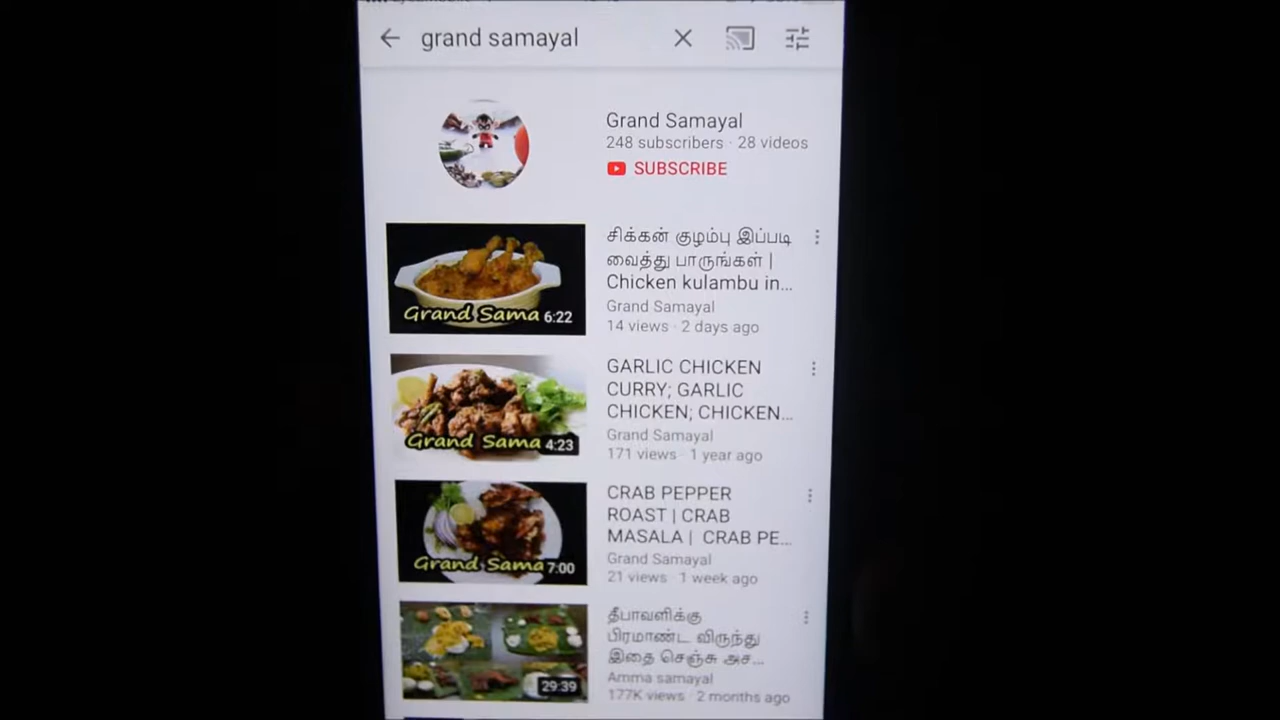 grand samayal
Grand Samayal
248 subscribers · 28 videos
SUBSCRIBE
சிக்கன் குழம்பு இப்படி
வைத்து பாருங்கள் |
Chicken kulambu in...
Grand Samayal
14 views · 2 days ago
Grand Sama 6:22
GARLIC CHICKEN
CURRY; GARLIC
CHICKEN; CHICKEN...
Grand Samayal
171 views · 1 year ago
Grand Sama 4:23
CRAB PEPPER
ROAST | CRAB
MASALA | CRAB PE...
Grand Samayal
21 views · 1 week ago
Grand Sama 7:00
தீபாவளிக்கு
பிரமாண்ட விருந்து
இதை செஞ்சு அச...
Amma samayal
177K views · 2 months ago
29:39